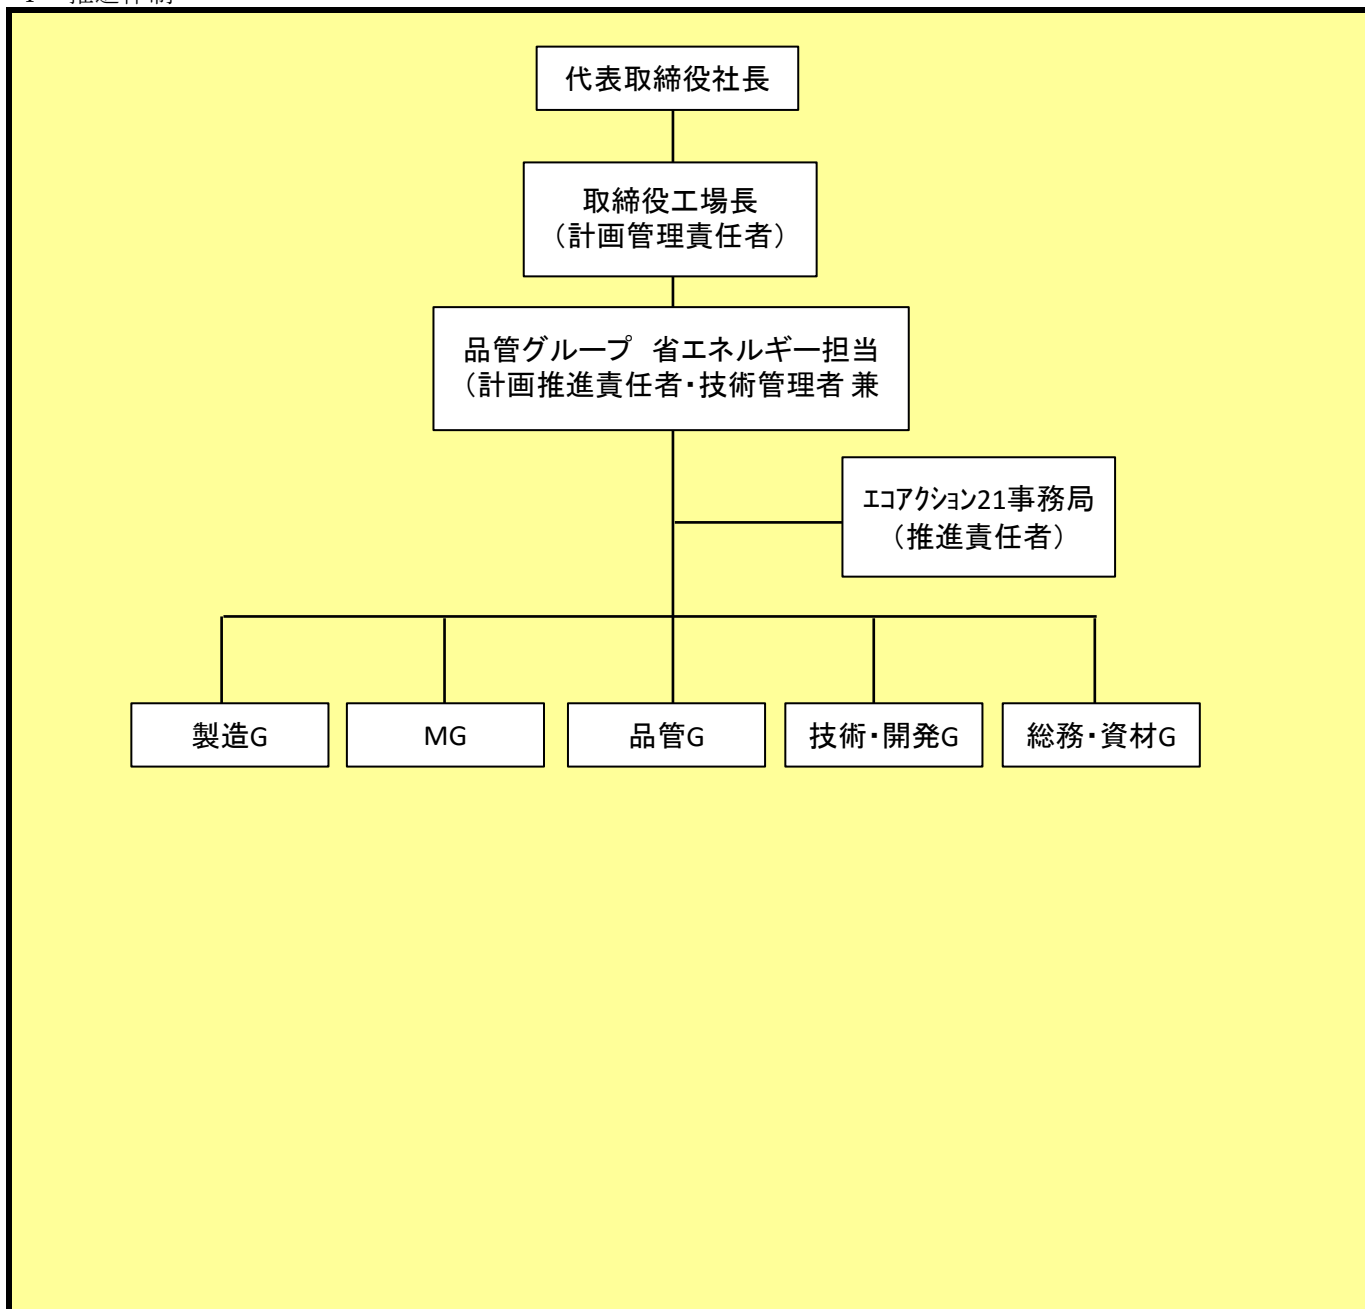 代表取締役社長
取締役工場長
（計画管理責任者）
品管グループ　省エネルギー担当
（計画推進責任者・技術管理者 兼
ｴｺｱｸｼｮﾝ21事務局
（推進責任者）
製造G
MG
品管G
技術・開発G
総務・資材G